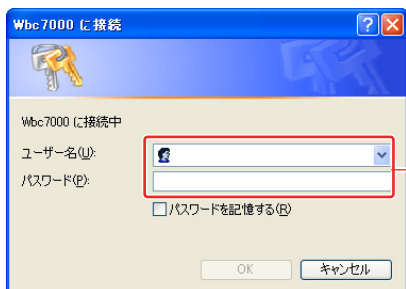 Wbc7000 に接続
Wbc7000 に接続中
ユーザー名(U):
パスワード(P):
パスワードを記憶する(R)
OK
キャンセル